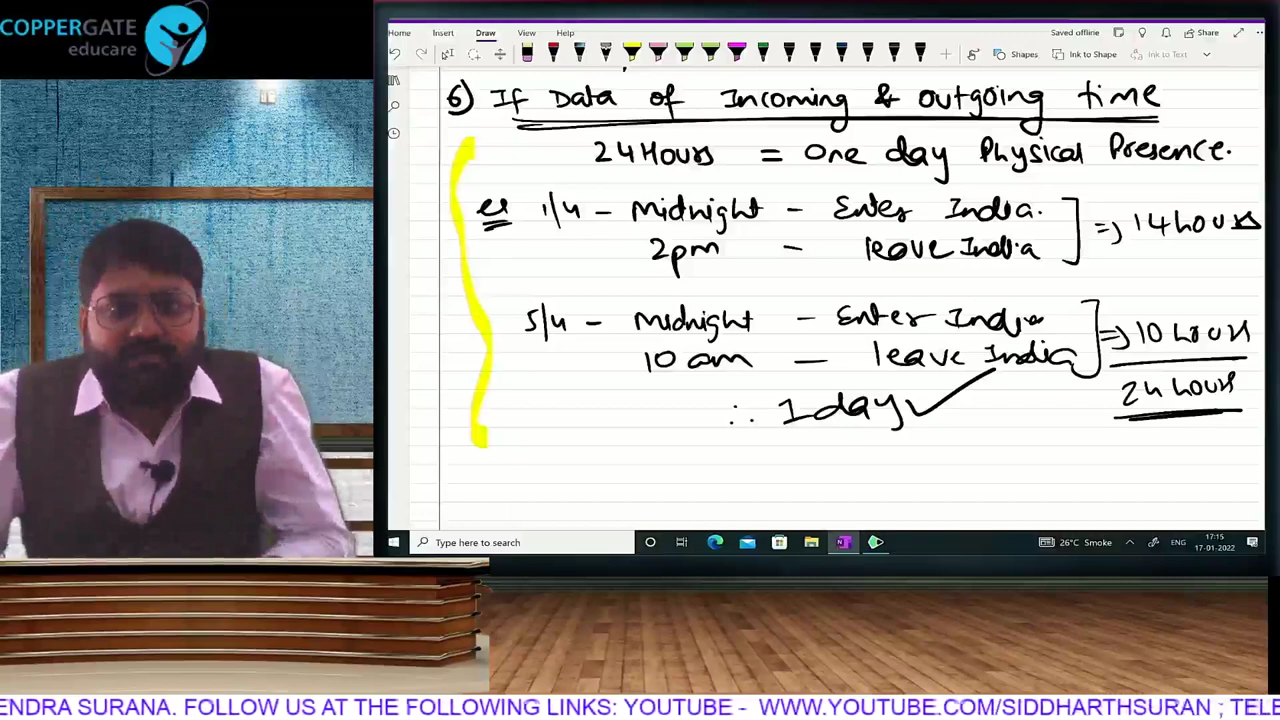 COPPERGATE
educare
Home Insert Draw View Help
Saved offline
Share
Shapes
Ink to Shape
Ink to Text
6) If Data of Incoming & outgoing time
24 Hours = One day Physical Presence.
eg 1/4 - Midnight - Enter India.
2pm - leave India
=> 14 hours
5/4 - Midnight - Enter India
10 am - leave India
=> 10 hours
24 hours
∴ 1 day ✓
Type here to search
26°C Smoke
ENG
17:15
17-01-2022
ENDRA SURANA. FOLLOW US AT THE FOLLOWING LINKS: YOUTUBE - WWW.YOUTUBE.COM/SIDDHARTHSURAN ; TELE